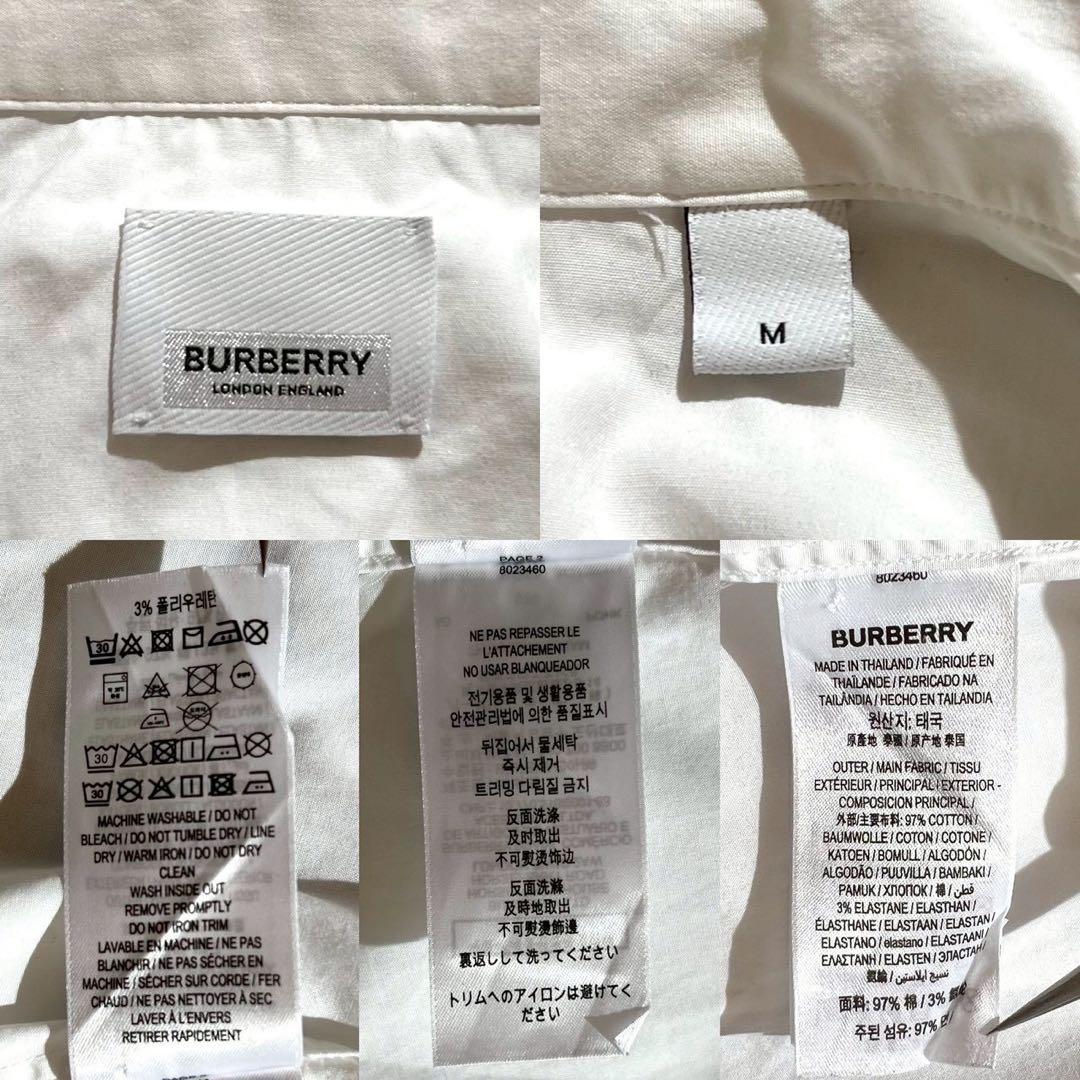 BURBERRY
LONDON ENGLAND
M
3% 폴리우레탄
30
30
30
MACHINE WASHABLE / DO NOT
BLEACH / DO NOT TUMBLE DRY / LINE
DRY / WARM IRON / DO NOT DRY
CLEAN
WASH INSIDE OUT
REMOVE PROMPTLY
DO NOT IRON TRIM
LAVABLE EN MACHINE / NE PAS
BLANCHIR / NE PAS SÉCHER EN
MACHINE / SÉCHER SUR CORDE / FER
CHAUD / NE PAS NETTOYER À SEC
LAVER À L'ENVERS
RETIRER RAPIDEMENT
PAGE 2
8023460
NE PAS REPASSER LE
L'ATTACHEMENT
NO USAR BLANQUEADOR
전기용품 및 생활용품
안전관리법에 의한 품질표시
뒤집어서 물세탁
즉시 제거
트리밍 다림질 금지
反面洗涤
及时取出
不可熨烫饰边
反面洗滌
及時地取出
不可熨燙飾邊
裏返しして洗ってください
トリムへのアイロンは避けてく
ださい
8023460
BURBERRY
MADE IN THAILAND / FABRIQUÉ EN
THAÏLANDE / FABRICADO NA
TAILÂNDIA / HECHO EN TAILANDIA
원산지: 태국
原產地 泰國 / 原产地 泰国
OUTER / MAIN FABRIC / TISSU
EXTÉRIEUR / PRINCIPAL / EXTERIOR -
COMPOSICION PRINCIPAL /
外部/主要布料: 97% COTTON /
BAUMWOLLE / COTON / COTONE /
KATOEN / BOMULL / ALGODÓN /
ALGODÃO / PUUVILLA / BAMBAKI /
PAMUK / ХЛОПОК / 棉 / قطن /
3% ELASTANE / ELASTHAN /
ÉLASTHANE / ELASTAN / ELASTAN /
ELASTANO / elastano / ELASTAANI /
ΕΛΑΣΤΑΝΗ / ELASTEN / ЭЛАСТАН /
氨綸 / نسيج ايلاستين /
面料: 97% 棉 / 3%
주된 섬유: 97%